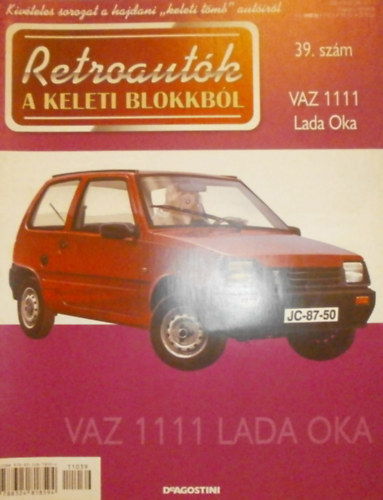 Kivételes sorozat a hajdani „keleti tömb" autóiról
Retroautók
A KELETI BLOKKBÓL
39. szám
VAZ 1111
Lada Oka
JC-87-50
VAZ 1111 LADA OKA
11039
DeAGOSTINI